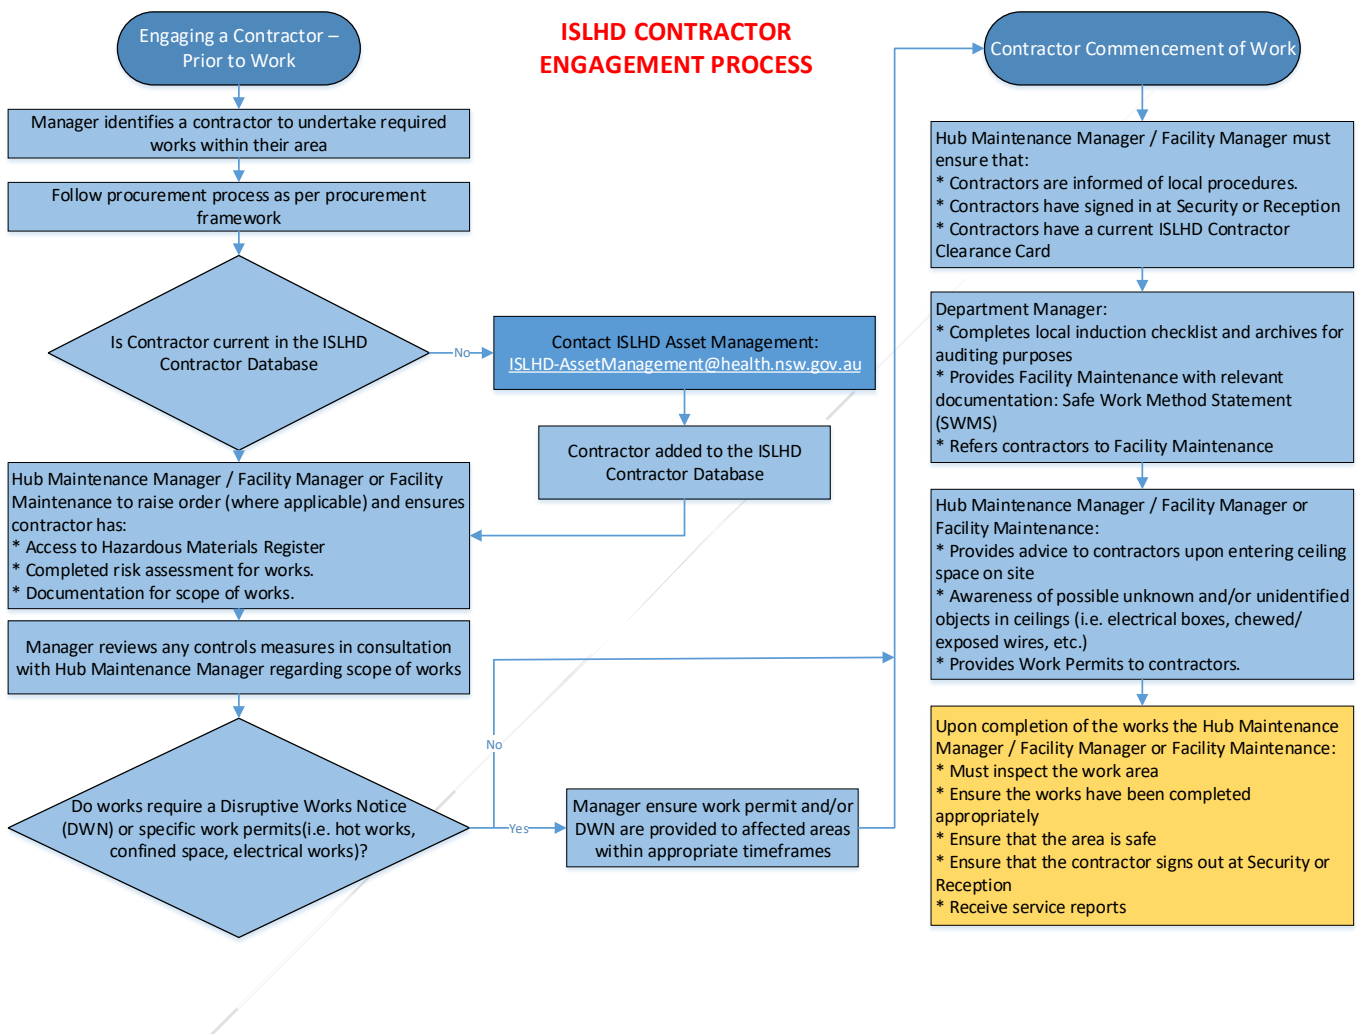 ISLHD CONTRACTOR
ENGAGEMENT PROCESS
Engaging a Contractor –
Prior to Work
Manager identifies a contractor to undertake required
works within their area
Follow procurement process as per procurement
framework
Is Contractor current in the ISLHD
Contractor Database
No
Contact ISLHD Asset Management:
ISLHD-AssetManagement@health.nsw.gov.au
Contractor added to the ISLHD
Contractor Database
Hub Maintenance Manager / Facility Manager or Facility
Maintenance to raise order (where applicable) and ensures
contractor has:
* Access to Hazardous Materials Register
* Completed risk assessment for works.
* Documentation for scope of works.
Manager reviews any controls measures in consultation
with Hub Maintenance Manager regarding scope of works
Do works require a Disruptive Works Notice
(DWN) or specific work permits(i.e. hot works,
confined space, electrical works)?
No
Yes
Manager ensure work permit and/or
DWN are provided to affected areas
within appropriate timeframes
Contractor Commencement of Work
Hub Maintenance Manager / Facility Manager must
ensure that:
* Contractors are informed of local procedures.
* Contractors have signed in at Security or Reception
* Contractors have a current ISLHD Contractor
Clearance Card
Department Manager:
* Completes local induction checklist and archives for
auditing purposes
* Provides Facility Maintenance with relevant
documentation: Safe Work Method Statement
(SWMS)
* Refers contractors to Facility Maintenance
Hub Maintenance Manager / Facility Manager or
Facility Maintenance:
* Provides advice to contractors upon entering ceiling
space on site
* Awareness of possible unknown and/or unidentified
objects in ceilings (i.e. electrical boxes, chewed/
exposed wires, etc.)
* Provides Work Permits to contractors.
Upon completion of the works the Hub Maintenance
Manager / Facility Manager or Facility Maintenance:
* Must inspect the work area
* Ensure the works have been completed
appropriately
* Ensure that the area is safe
* Ensure that the contractor signs out at Security or
Reception
* Receive service reports